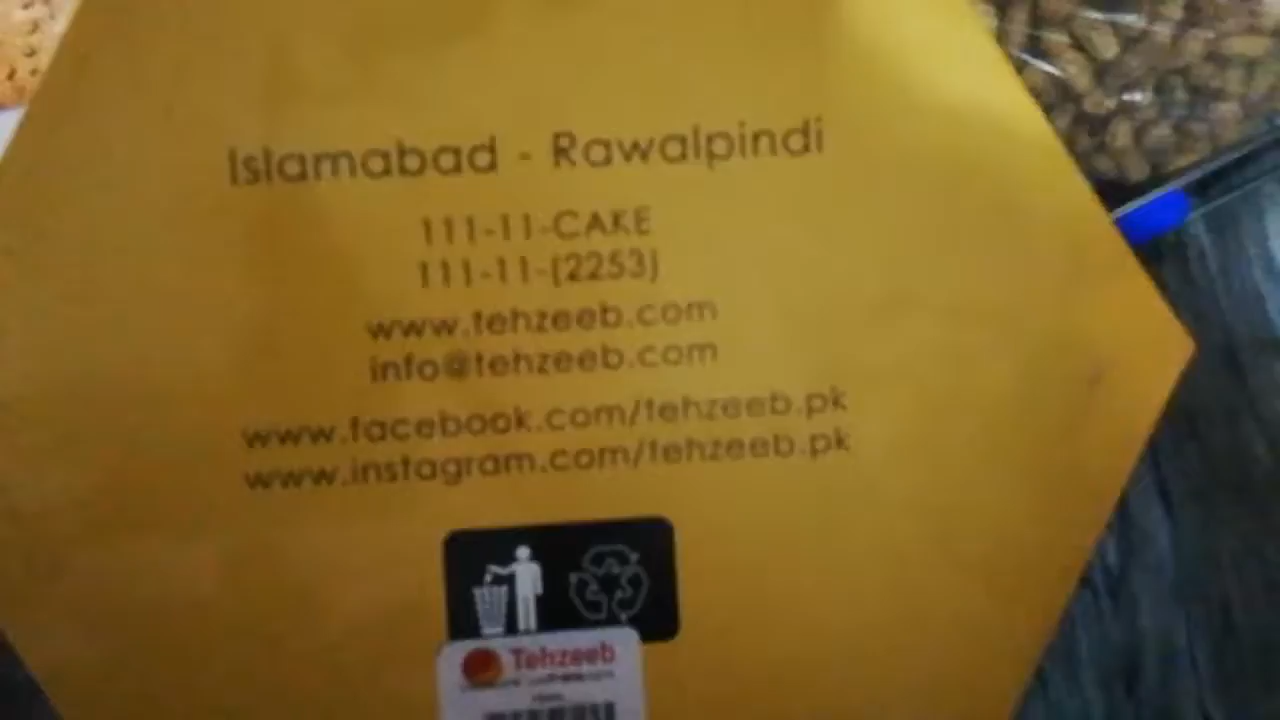 Islamabad - Rawalpindi
111-11-CAKE
111-11-(2253)
www.tehzeeb.com
info@tehzeeb.com
www.facebook.com/tehzeeb.pk
www.instagram.com/tehzeeb.pk
Tehzeeb